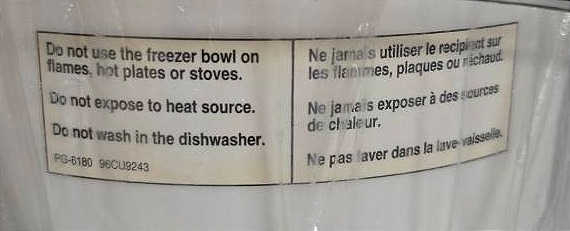 Do not use the freezer bowl on
flames, hot plates or stoves.
Do not expose to heat source.
Do not wash in the dishwasher.
PG-6180 96CU9243
Ne jamais utiliser le recipient sur
les flammes, plaques ou réchaud.
Ne jamais exposer à des sources
de chaleur.
Ne pas laver dans la lave-vaisselle.